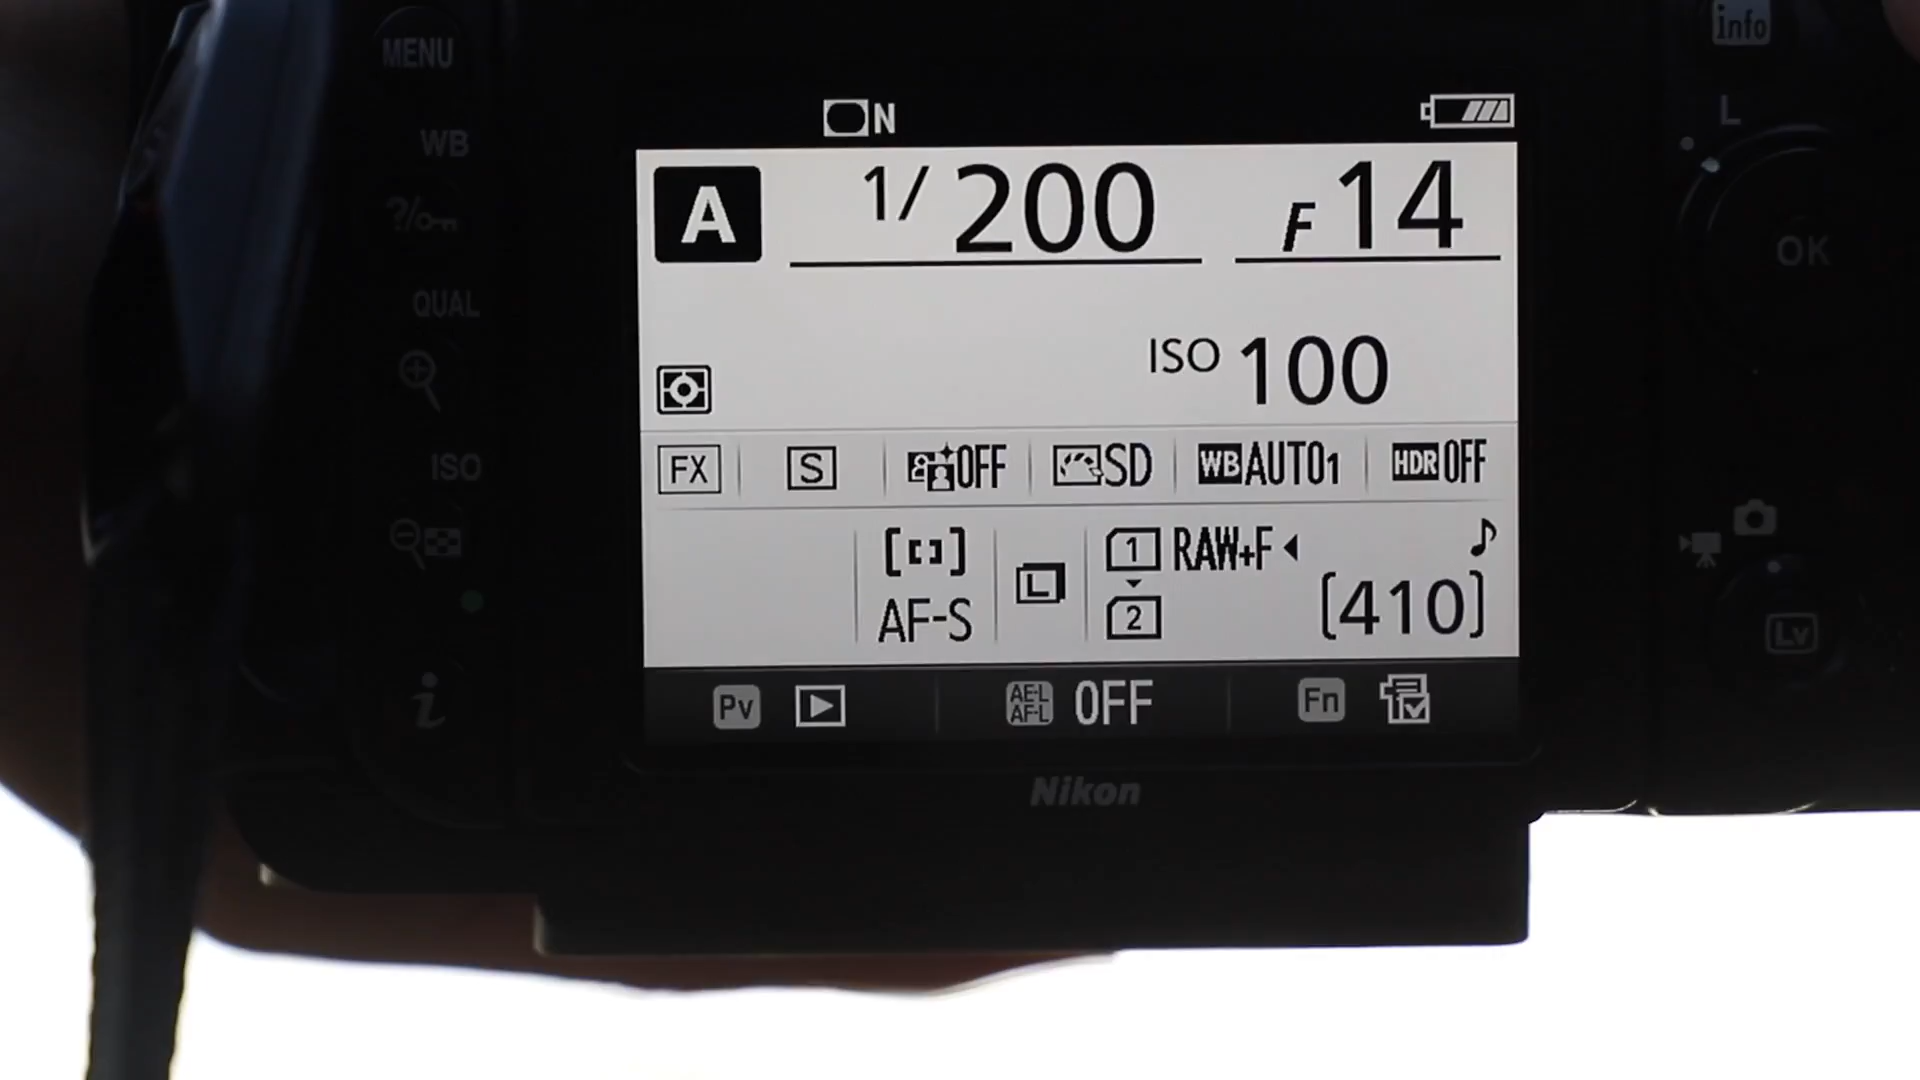 MENU
info
N
L
WB
A 1/200 F14
?/
OK
QUAL
ISO 100
ISO
FX S OFF SD WB AUTO1 HDR OFF
[ ] 1 RAW+F
AF-S L 2 [410]
Lv
i
Pv AE-L AF-L OFF Fn
Nikon